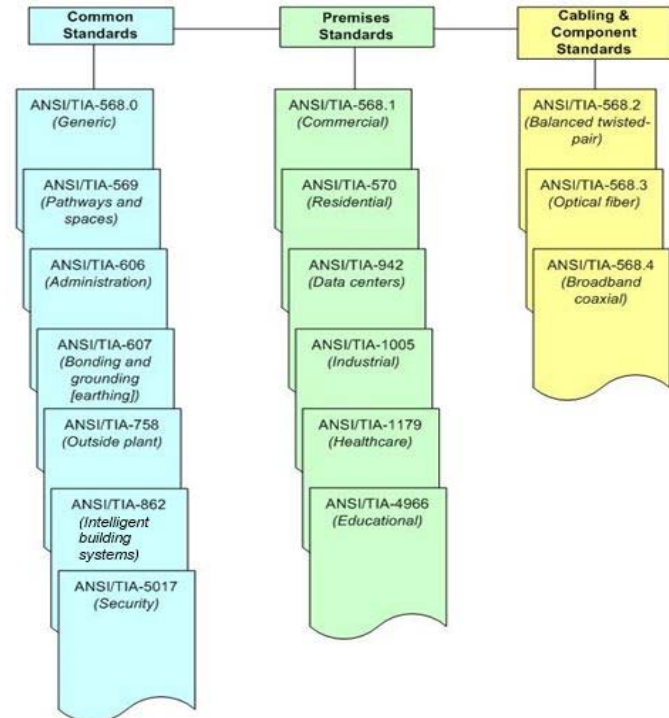 Common
Standards
ANSI/TIA-568.0
(Generic)
ANSI/TIA-569
(Pathways and
spaces)
ANSI/TIA-606
(Administration)
ANSI/TIA-607
(Bonding and
grounding
[earthing])
ANSI/TIA-758
(Outside plant)
ANSI/TIA-862
(Intelligent
building
systems)
ANSI/TIA-5017
(Security)
Premises
Standards
ANSI/TIA-568.1
(Commercial)
ANSI/TIA-570
(Residential)
ANSI/TIA-942
(Data centers)
ANSI/TIA-1005
(Industrial)
ANSI/TIA-1179
(Healthcare)
ANSI/TIA-4966
(Educational)
Cabling &
Component
Standards
ANSI/TIA-568.2
(Balanced twisted-
pair)
ANSI/TIA-568.3
(Optical fiber)
ANSI/TIA-568.4
(Broadband
coaxial)